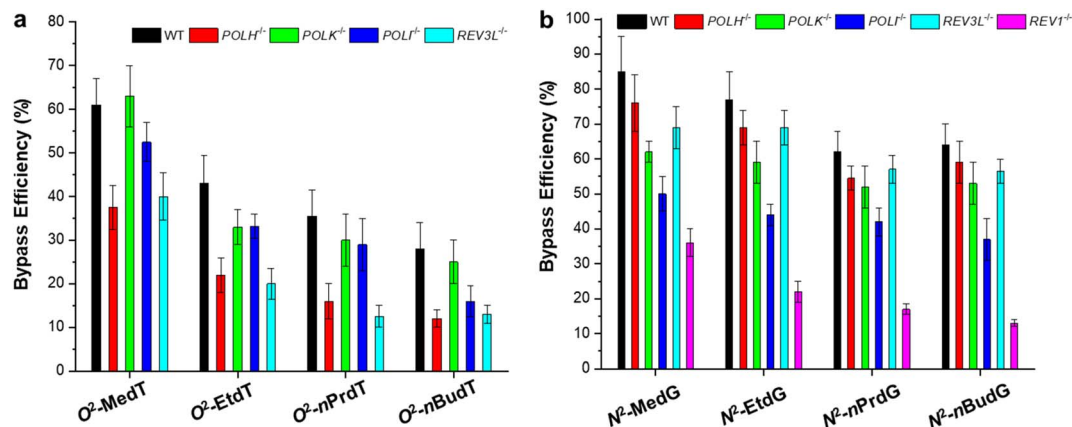 a
WT POLH-/- POLK-/- POLI-/- REV3L-/-
Bypass Efficiency (%)
80
70
60
50
40
30
20
10
0
O²-MedT O²-EtdT O²-nPrdT O²-nBudT
b
WT POLH-/- POLK-/- POLI-/- REV3L-/- REV1-/-
Bypass Efficiency (%)
100
90
80
70
60
50
40
30
20
10
0
N²-MedG N²-EtdG N²-nPrdG N²-nBudG